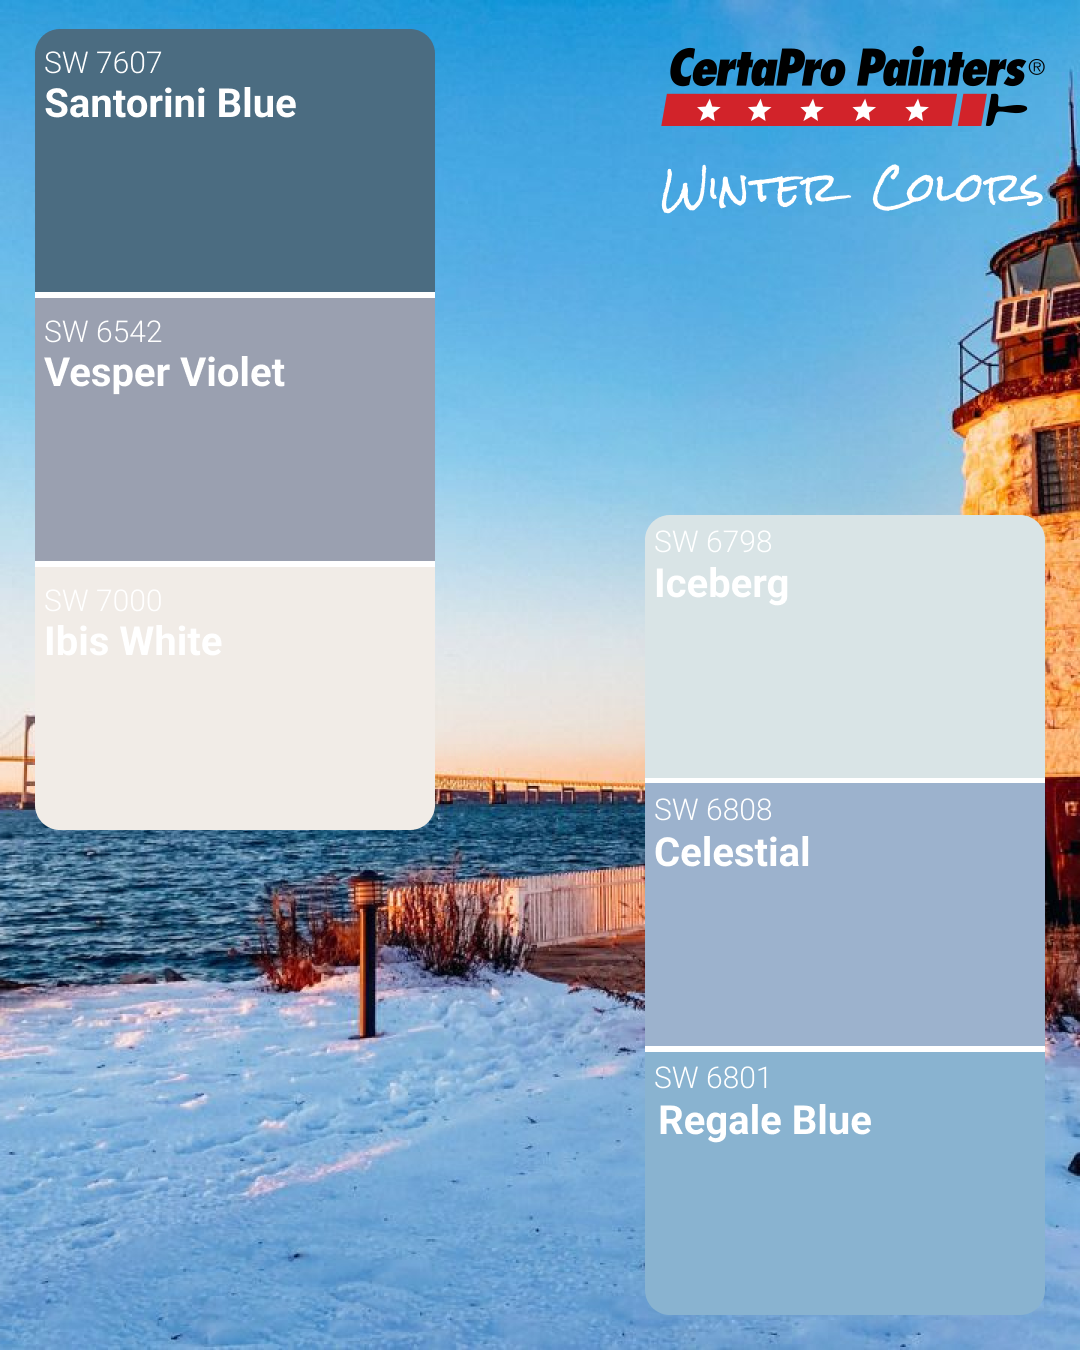 SW 7607
Santorini Blue
SW 6542
Vesper Violet
SW 7000
Ibis White
CertaPro Painters®
Winter Colors
SW 6798
Iceberg
SW 6808
Celestial
SW 6801
Regale Blue